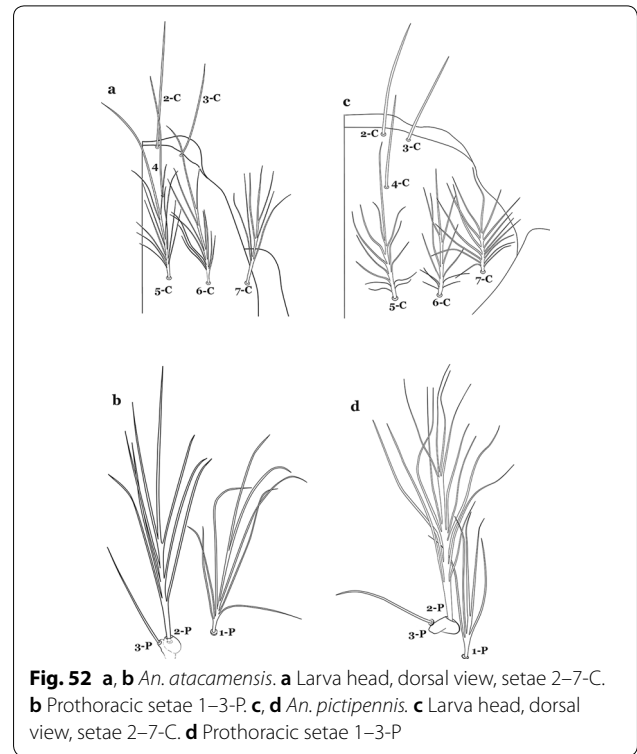 a
2-C
3-C
4
5-C
6-C
7-C
c
2-C
3-C
4-C
7-C
5-C
6-C
b
3-P
2-P
1-P
d
2-P
3-P
1-P
Fig. 52 a, b An. atacamensis. a Larva head, dorsal view, setae 2–7-C.
b Prothoracic setae 1–3-P. c, d An. pictipennis. c Larva head, dorsal
view, setae 2–7-C. d Prothoracic setae 1–3-P